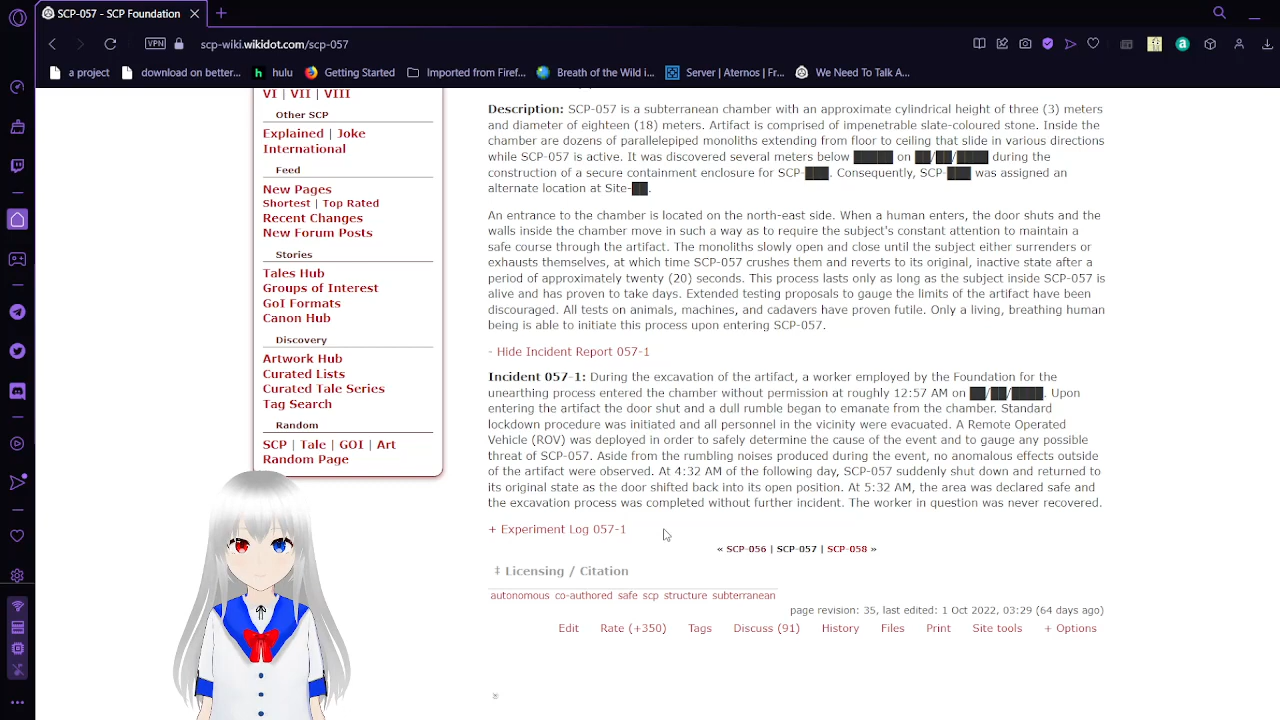 SCP-057 - SCP Foundation
VPN
scp-wiki.wikidot.com/scp-057
a project
download on better...
hulu
Getting Started
Imported from Firef...
Breath of the Wild i...
Server | Aternos | Fr...
We Need To Talk A...
VI | VII | VIII
Other SCP
Explained | Joke
International
Feed
New Pages
Shortest | Top Rated
Recent Changes
New Forum Posts
Stories
Tales Hub
Groups of Interest
GoI Formats
Canon Hub
Discovery
Artwork Hub
Curated Lists
Curated Tale Series
Tag Search
Random
SCP | Tale | GOI | Art
Random Page
Description: SCP-057 is a subterranean chamber with an approximate cylindrical height of three (3) meters
and diameter of eighteen (18) meters. Artifact is comprised of impenetrable slate-coloured stone. Inside the
chamber are dozens of parallelepiped monoliths extending from floor to ceiling that slide in various directions
while SCP-057 is active. It was discovered several meters below █████ on ██/██/████ during the
construction of a secure containment enclosure for SCP-███. Consequently, SCP-███ was assigned an
alternate location at Site-██.
An entrance to the chamber is located on the north-east side. When a human enters, the door shuts and the
walls inside the chamber move in such a way as to require the subject's constant attention to maintain a
safe course through the artifact. The monoliths slowly open and close until the subject either surrenders or
exhausts themselves, at which time SCP-057 crushes them and reverts to its original, inactive state after a
period of approximately twenty (20) seconds. This process lasts only as long as the subject inside SCP-057 is
alive and has proven to take days. Extended testing proposals to gauge the limits of the artifact have been
discouraged. All tests on animals, machines, and cadavers have proven futile. Only a living, breathing human
being is able to initiate this process upon entering SCP-057.
- Hide Incident Report 057-1
Incident 057-1: During the excavation of the artifact, a worker employed by the Foundation for the
unearthing process entered the chamber without permission at roughly 12:57 AM on ██/██/████. Upon
entering the artifact the door shut and a dull rumble began to emanate from the chamber. Standard
lockdown procedure was initiated and all personnel in the vicinity were evacuated. A Remote Operated
Vehicle (ROV) was deployed in order to safely determine the cause of the event and to gauge any possible
threat of SCP-057. Aside from the rumbling noises produced during the event, no anomalous effects outside
of the artifact were observed. At 4:32 AM of the following day, SCP-057 suddenly shut down and returned to
its original state as the door shifted back into its open position. At 5:32 AM, the area was declared safe and
the excavation process was completed without further incident. The worker in question was never recovered.
+ Experiment Log 057-1
« SCP-056 | SCP-057 | SCP-058 »
‡ Licensing / Citation
autonomous co-authored safe scp structure subterranean
page revision: 35, last edited: 1 Oct 2022, 03:29 (64 days ago)
Edit Rate (+350) Tags Discuss (91) History Files Print Site tools + Options